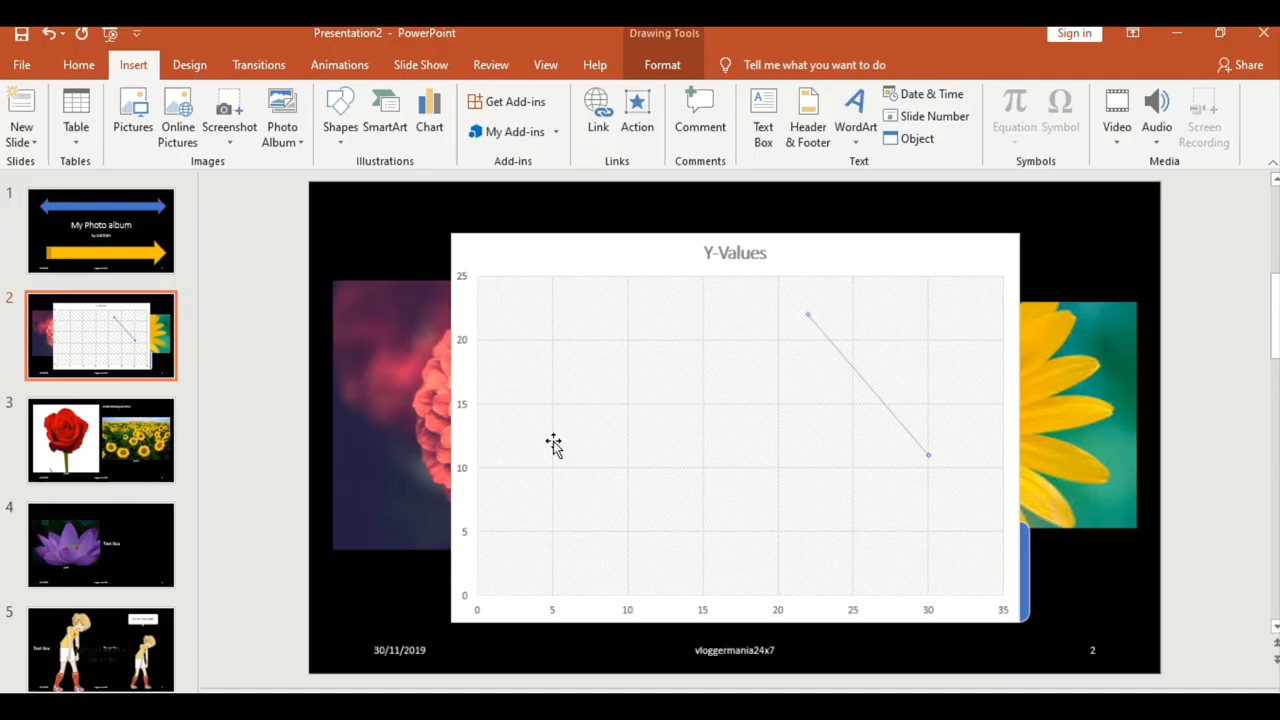 Presentation2 - PowerPoint
Drawing Tools
Sign in
File
Home
Insert
Design
Transitions
Animations
Slide Show
Review
View
Help
Format
Tell me what you want to do
Share
New Slide
Table
Pictures
Online Pictures
Screenshot
Photo Album
Shapes
SmartArt
Chart
Get Add-ins
My Add-ins
Link
Action
Comment
Text Box
Header & Footer
WordArt
Date & Time
Slide Number
Object
Equation
Symbol
Video
Audio
Screen Recording
Slides
Tables
Images
Illustrations
Add-ins
Links
Comments
Text
Symbols
Media
1
My Photo album
2
3
4
Text Box
5
Y-Values
25
20
15
10
5
0
0 5 10 15 20 25 30 35
30/11/2019
vloggermania24x7
2